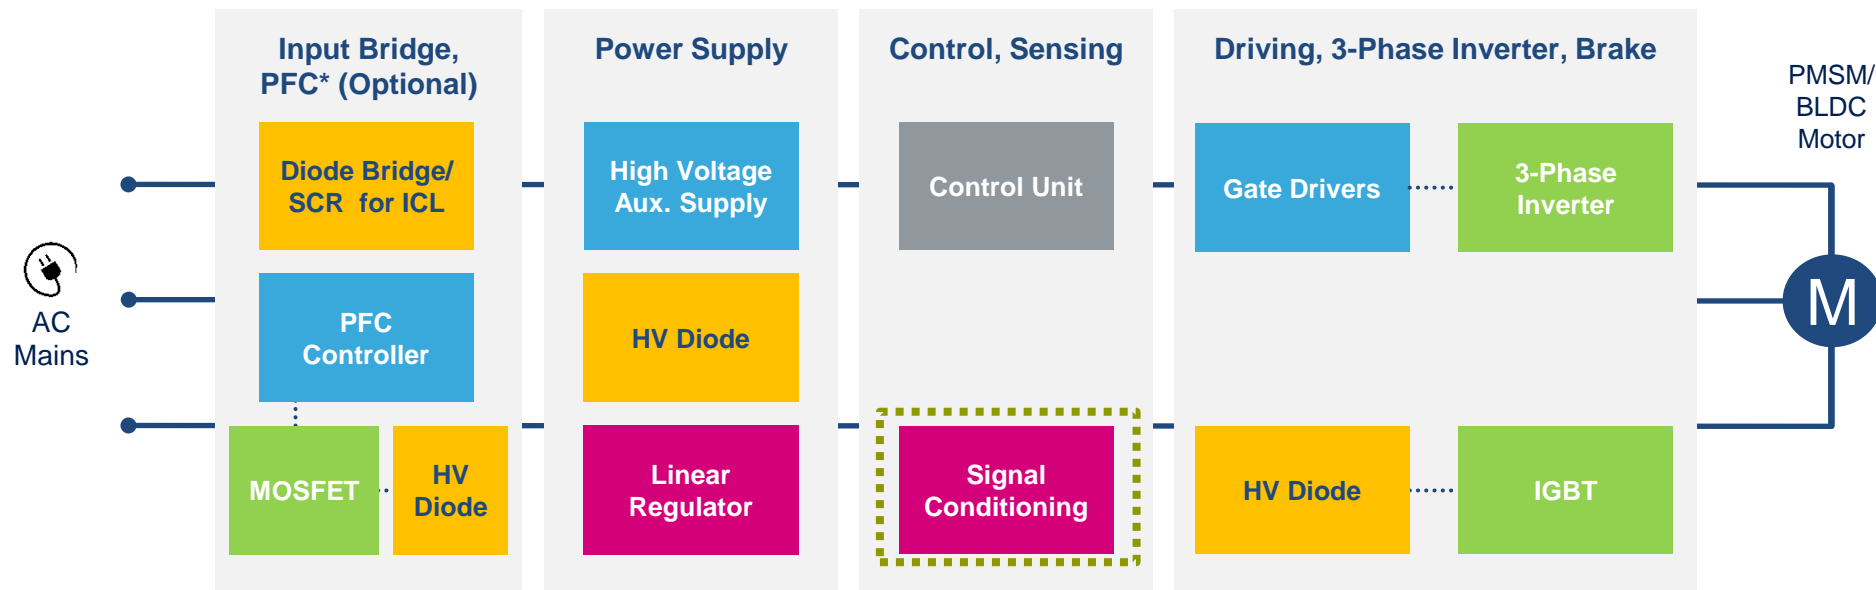 Input Bridge,
PFC* (Optional)
Power Supply
Control, Sensing
Driving, 3-Phase Inverter, Brake
PMSM/
BLDC
Motor
Diode Bridge/
SCR for ICL
High Voltage
Aux. Supply
Control Unit
Gate Drivers
3-Phase
Inverter
AC
Mains
PFC
Controller
HV Diode
M
MOSFET
HV
Diode
Linear
Regulator
Signal
Conditioning
HV Diode
IGBT